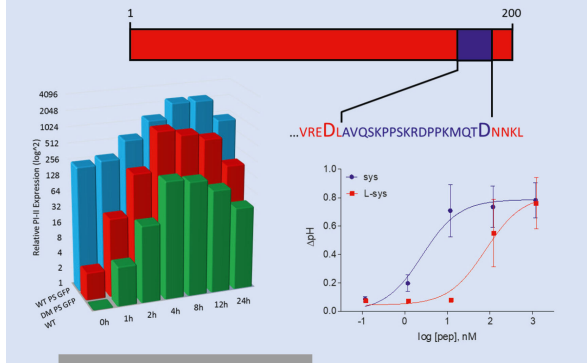 1 200
...VREDLAVQSKPPSKRDPPKMQTDNNKL
Relative PI-II Expression (log^2)
4096
2048
1024
512
256
128
64
32
16
8
4
2
1
WT PS GFP
DM PS GFP
WT
0h 1h 2h 4h 8h 12h 24h
ΔpH
1.0
0.8
0.6
0.4
0.2
0.0
sys
L-sys
-1 0 1 2 3
log [pep], nM